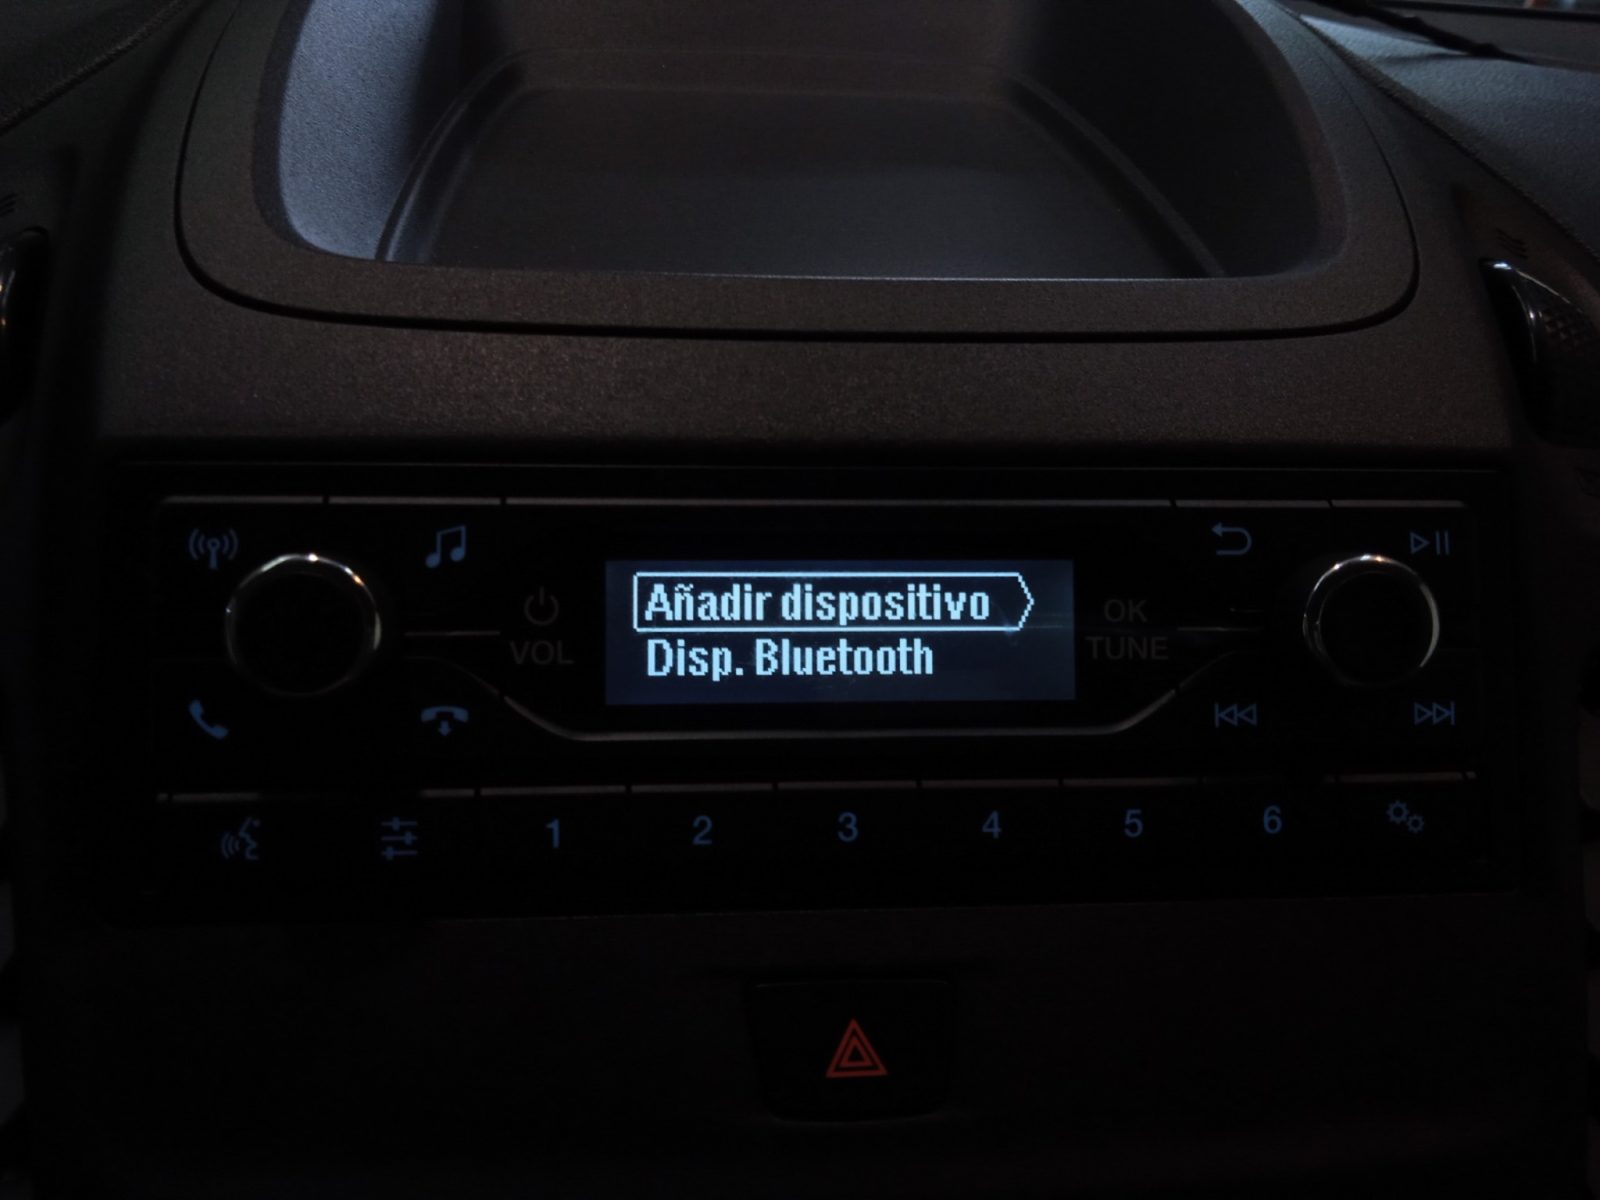 Añadir dispositivo
Disp. Bluetooth
VOL
OK
TUNE
1 2 3 4 5 6